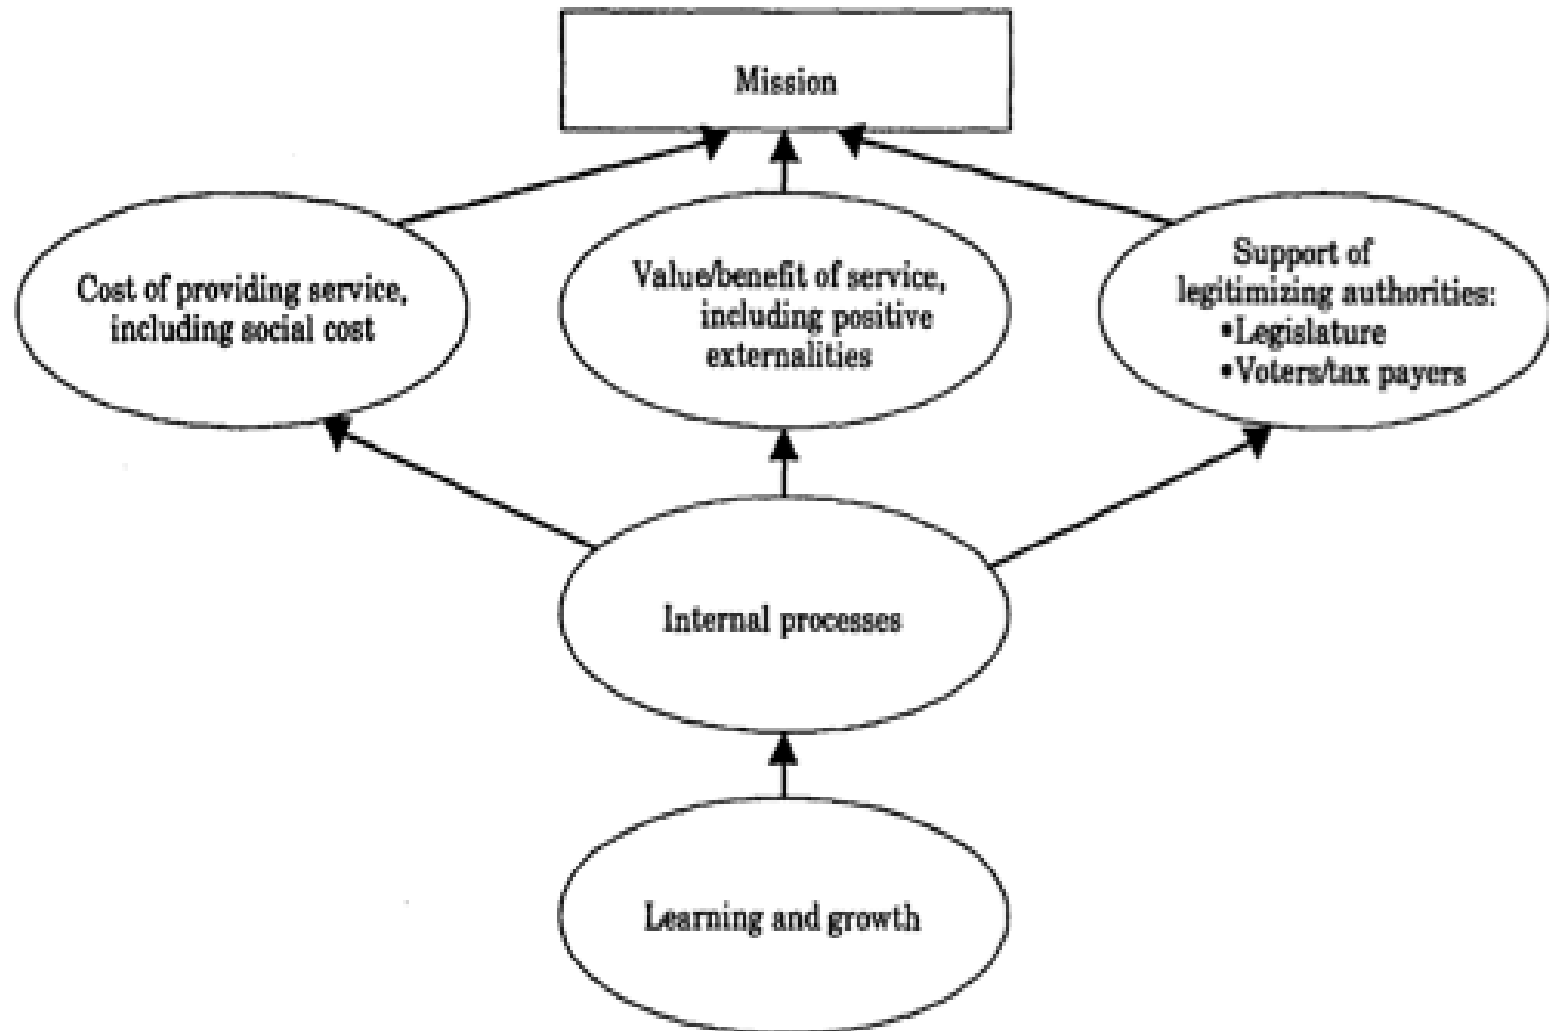 Mission
Cost of providing service,
including social cost
Value/benefit of service,
including positive
externalities
Support of
legitimizing authorities:
•Legislature
•Voters/tax payers
Internal processes
Learning and growth